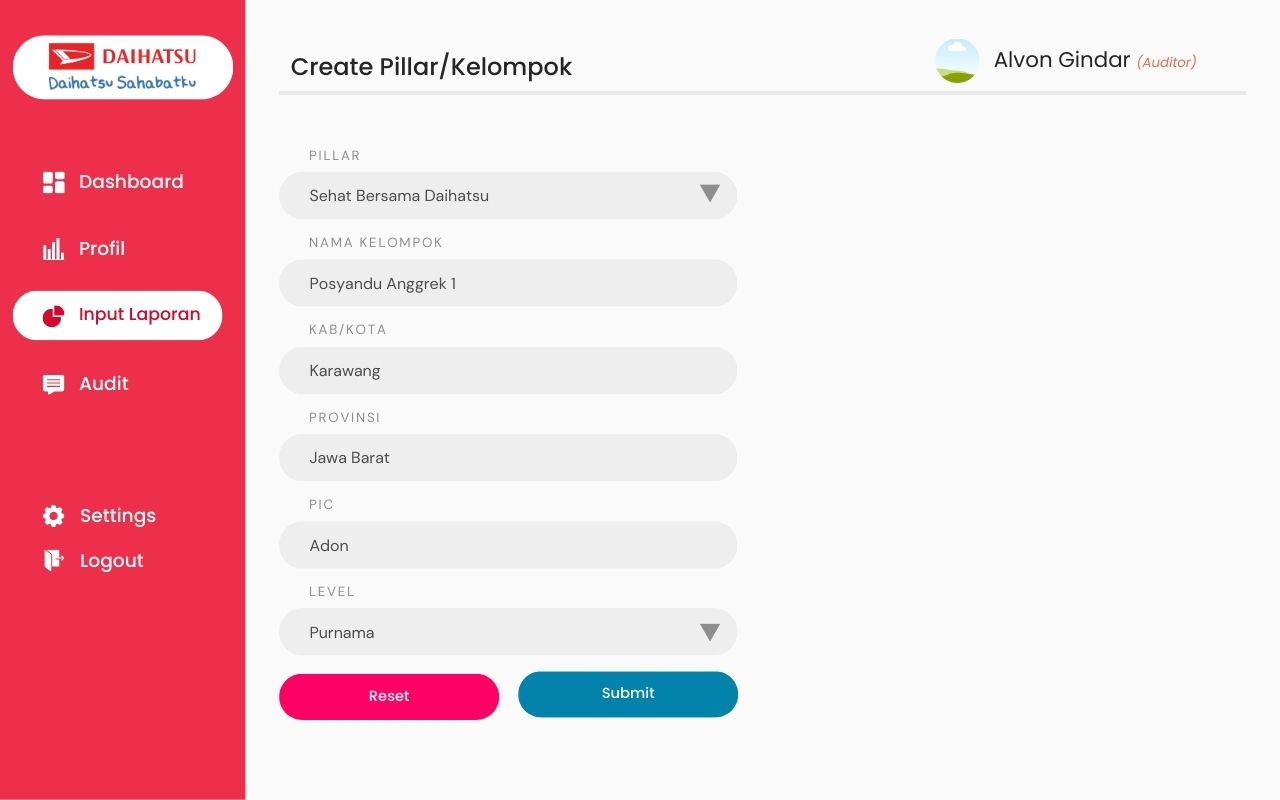 DAIHATSU
Daihatsu Sahabatku
Dashboard
Profil
Input Laporan
Audit
Settings
Logout
Create Pillar/Kelompok
Alvon Gindar (Auditor)
PILLAR
Sehat Bersama Daihatsu
NAMA KELOMPOK
Posyandu Anggrek 1
KAB/KOTA
Karawang
PROVINSI
Jawa Barat
PIC
Adon
LEVEL
Purnama
Reset
Submit